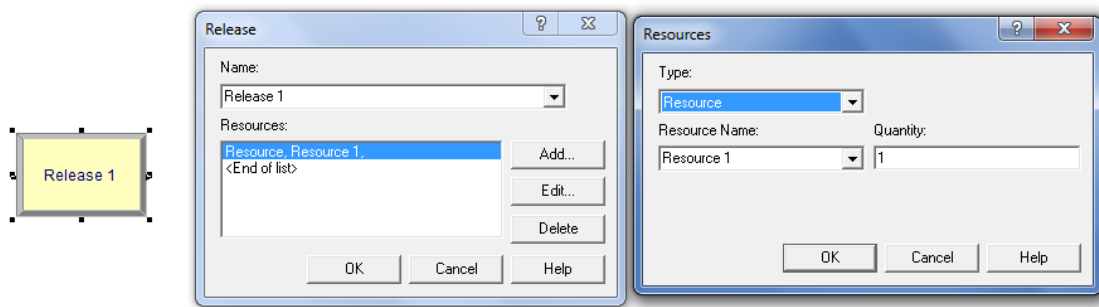 Release 1
Release
Name:
Release 1
Resources:
Resource, Resource 1,
<End of list>
Add...
Edit...
Delete
OK
Cancel
Help
Resources
Type:
Resource
Resource Name:
Quantity:
Resource 1
1
OK
Cancel
Help